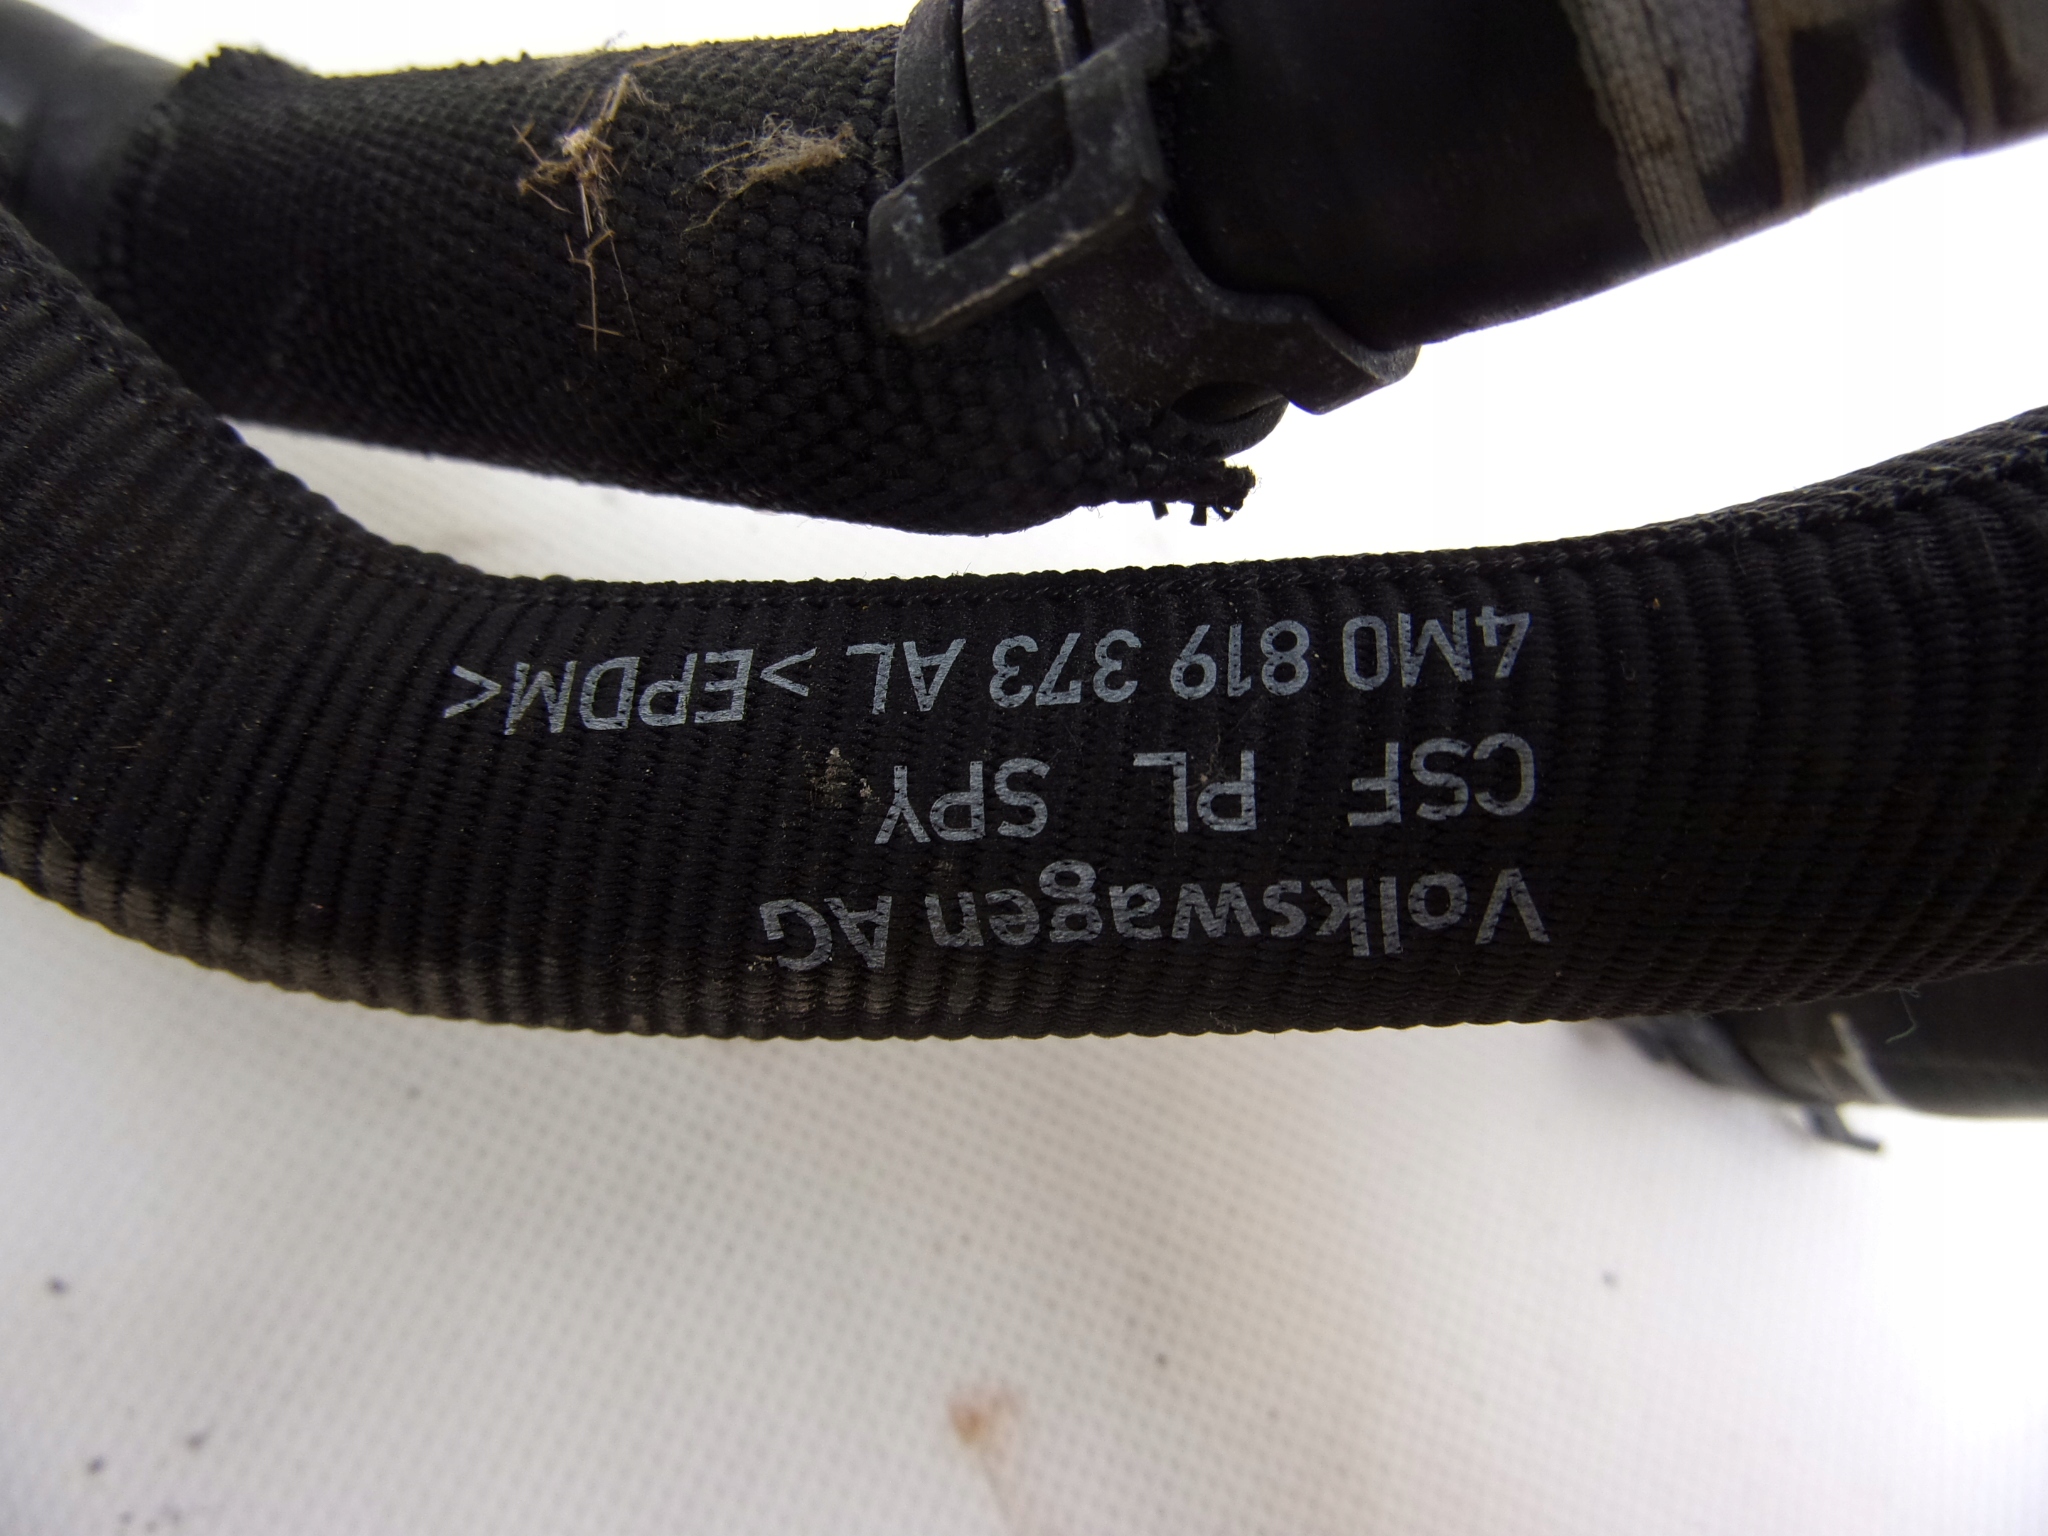 Volkswagen AG
CSF PL SPY
4M0 819 373 AL >EPDM<